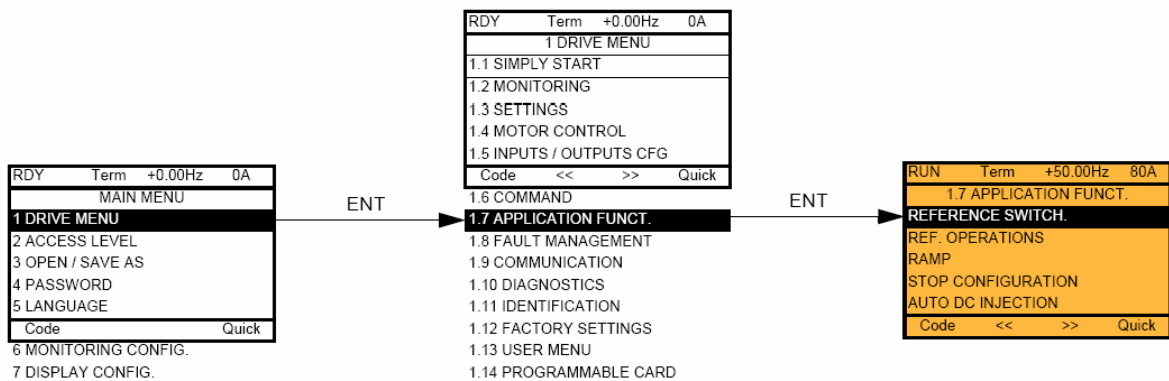 RDY Term +0.00Hz 0A
MAIN MENU
1 DRIVE MENU
2 ACCESS LEVEL
3 OPEN / SAVE AS
4 PASSWORD
5 LANGUAGE
Code Quick
6 MONITORING CONFIG.
7 DISPLAY CONFIG.
ENT
RDY Term +0.00Hz 0A
1 DRIVE MENU
1.1 SIMPLY START
1.2 MONITORING
1.3 SETTINGS
1.4 MOTOR CONTROL
1.5 INPUTS / OUTPUTS CFG
Code << >> Quick
1.6 COMMAND
1.7 APPLICATION FUNCT.
1.8 FAULT MANAGEMENT
1.9 COMMUNICATION
1.10 DIAGNOSTICS
1.11 IDENTIFICATION
1.12 FACTORY SETTINGS
1.13 USER MENU
1.14 PROGRAMMABLE CARD
ENT
RUN Term +50.00Hz 80A
1.7 APPLICATION FUNCT.
REFERENCE SWITCH.
REF. OPERATIONS
RAMP
STOP CONFIGURATION
AUTO DC INJECTION
Code << >> Quick